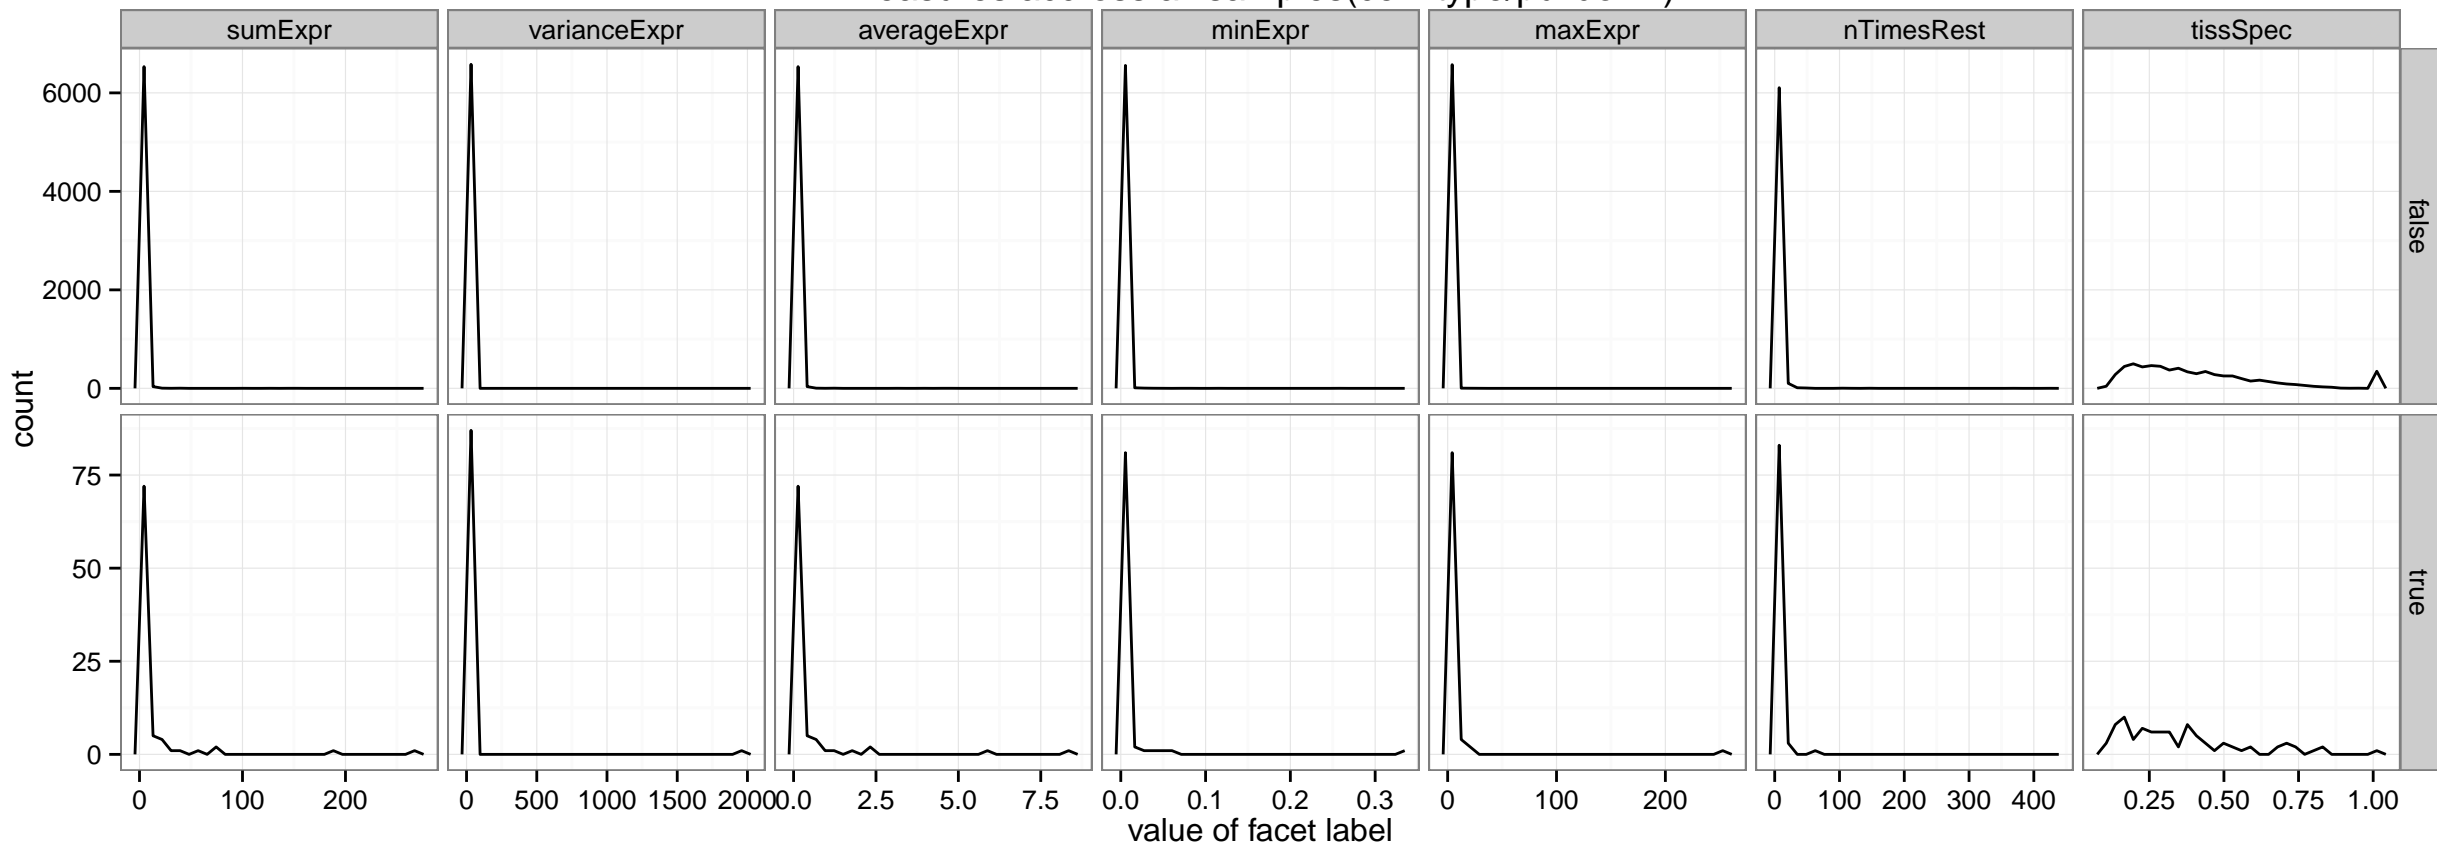 sumExpr varianceExpr averageExpr minExpr maxExpr nTimesRest tissSpec
6000
4000
2000
0
false
count
75
50
25
0
true
0 100 200 0 500 1000 1500 2000 0.0 2.5 5.0 7.5 0.0 0.1 0.2 0.3 0 100 200 0 100 200 300 400 0.25 0.50 0.75 1.00
value of facet label